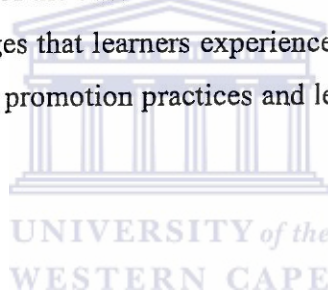 ges that learners experience
promotion practices and le
UNIVERSITY of the
WESTERN CAPE